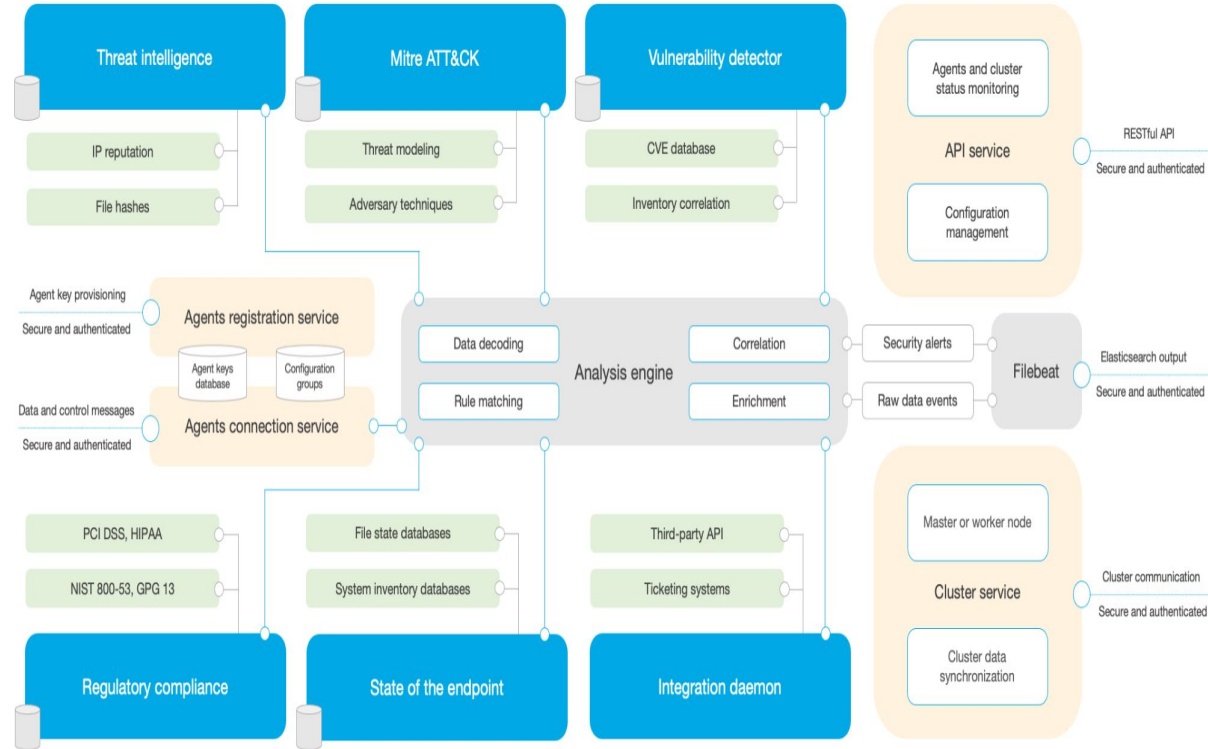 Threat intelligence
Mitre ATT&CK
Vulnerability detector
IP reputation
File hashes
Threat modeling
Adversary techniques
CVE database
Inventory correlation
Agents and cluster
status monitoring
API service
Configuration
management
RESTful API
Secure and authenticated
Agent key provisioning
Secure and authenticated
Agents registration service
Agent keys
database
Configuration
groups
Data and control messages
Secure and authenticated
Agents connection service
Data decoding
Rule matching
Analysis engine
Correlation
Enrichment
Security alerts
Raw data events
Filebeat
Elasticsearch output
Secure and authenticated
PCI DSS, HIPAA
NIST 800-53, GPG 13
File state databases
System inventory databases
Third-party API
Ticketing systems
Regulatory compliance
State of the endpoint
Integration daemon
Master or worker node
Cluster service
Cluster data
synchronization
Cluster communication
Secure and authenticated